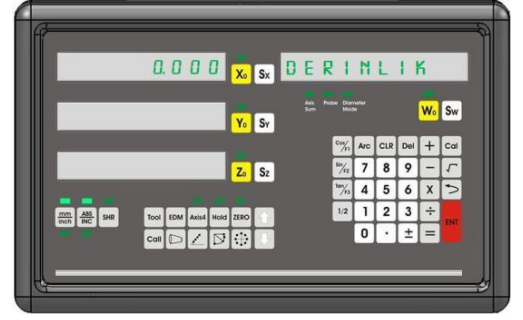 0.000 X₀ Sx DERINLIK
Axis Sum Probe Diameter Mode W₀ Sw
Y₀ Sy
Z₀ Sz
Cos/F1 Arc CLR Del + Cal
Sin/F2 7 8 9 − √
Tan/F3 4 5 6 X
1/2 1 2 3 ÷ ENT
0 · ± =
mm inch ABS INC SHR
Tool EDM Axis4 Hold ZERO
Call